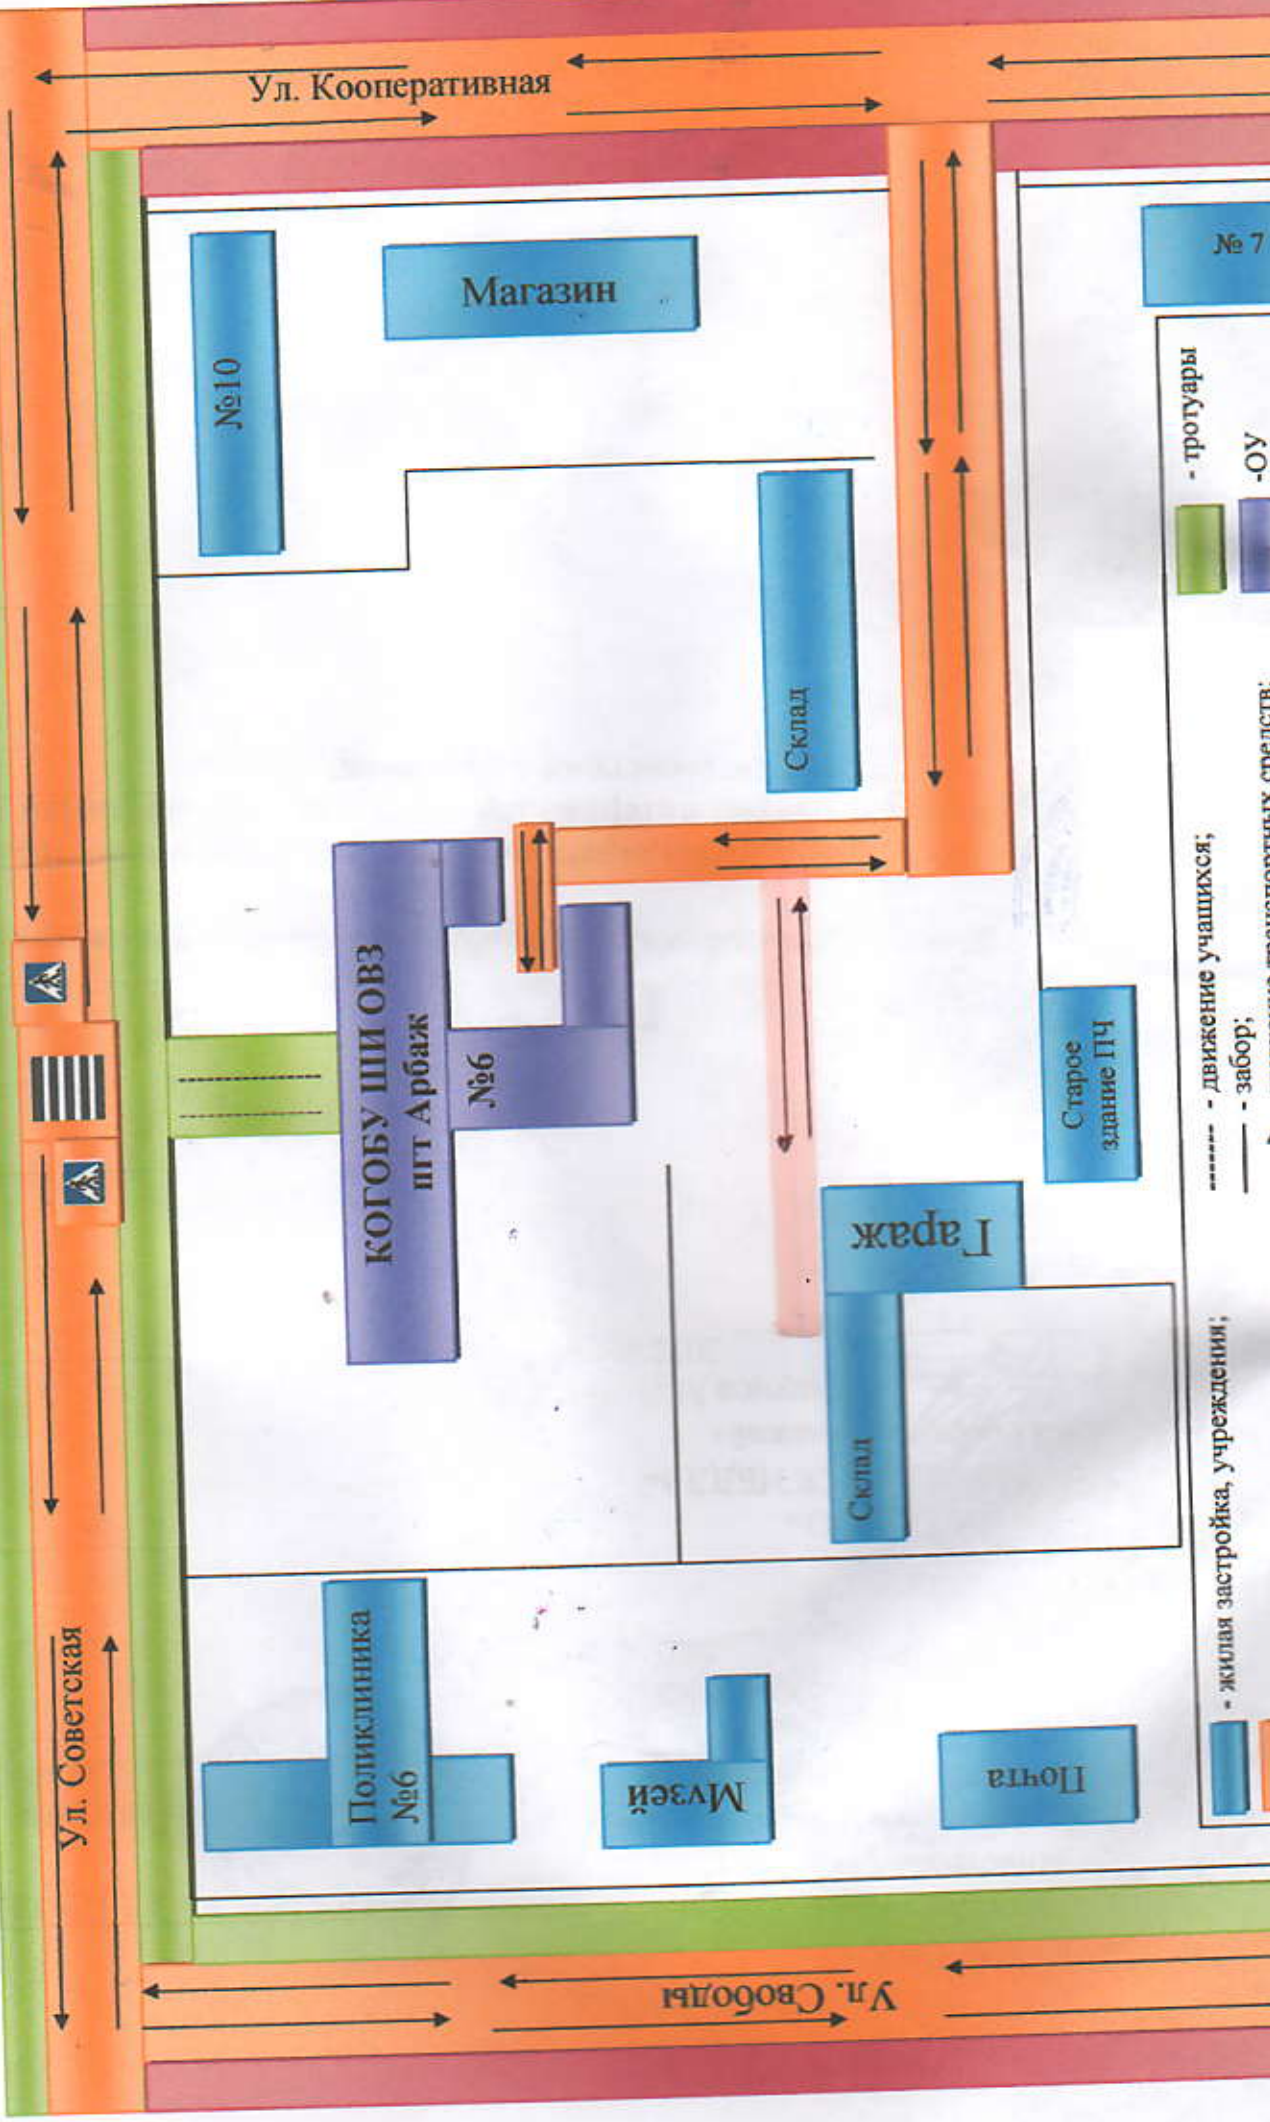 Ул. Кооперативная
Ул. Советская
№10
Магазин
№ 7
Склад
КОГОБУ ШИ ОВЗ
пгт Арбаж
№6
Старое
здание ПЧ
Гараж
Склад
Поликлиника
№6
Музей
Почта
Ул. Свободы
- жилая застройка, учреждения;
------- - движение учащихся;
- тротуары
—— - забор;
-ОУ